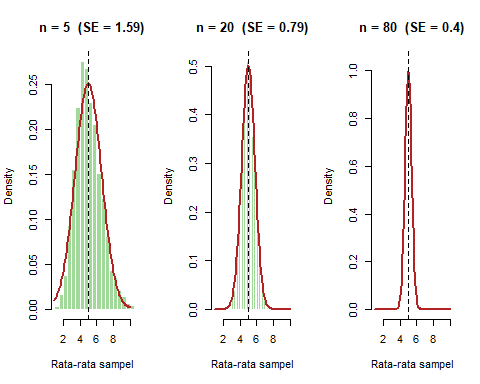 n = 5 (SE = 1.59)
Density
0.00 0.05 0.10 0.15 0.20 0.25
2 4 6 8
Rata-rata sampel
n = 20 (SE = 0.79)
Density
0.0 0.1 0.2 0.3 0.4 0.5
2 4 6 8
Rata-rata sampel
n = 80 (SE = 0.4)
Density
0.0 0.2 0.4 0.6 0.8 1.0
2 4 6 8
Rata-rata sampel